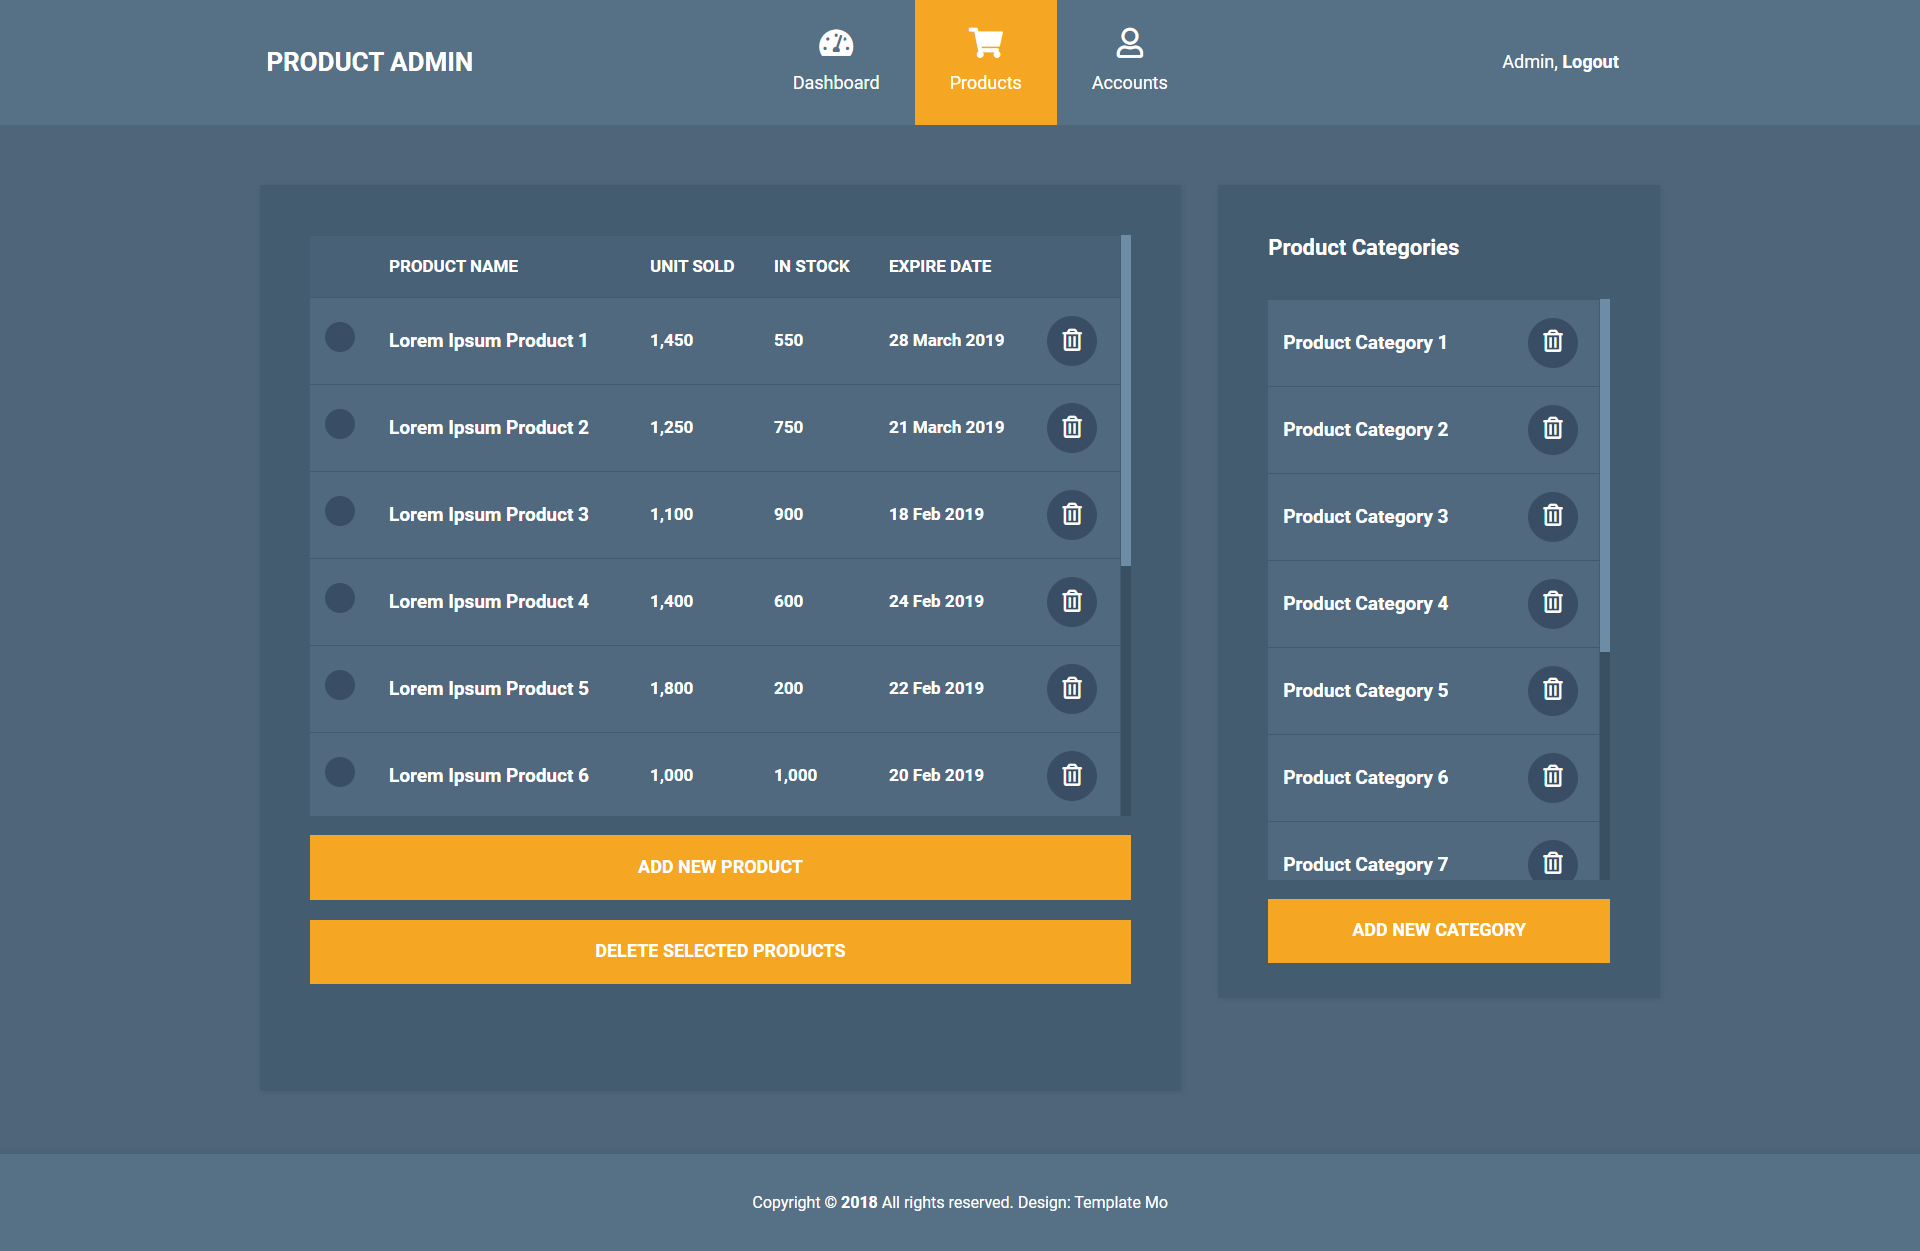 PRODUCT ADMIN
Dashboard
Products
Accounts
Admin, Logout
PRODUCT NAME UNIT SOLD IN STOCK EXPIRE DATE
Lorem Ipsum Product 1 1,450 550 28 March 2019
Lorem Ipsum Product 2 1,250 750 21 March 2019
Lorem Ipsum Product 3 1,100 900 18 Feb 2019
Lorem Ipsum Product 4 1,400 600 24 Feb 2019
Lorem Ipsum Product 5 1,800 200 22 Feb 2019
Lorem Ipsum Product 6 1,000 1,000 20 Feb 2019
ADD NEW PRODUCT
DELETE SELECTED PRODUCTS
Product Categories
Product Category 1
Product Category 2
Product Category 3
Product Category 4
Product Category 5
Product Category 6
Product Category 7
ADD NEW CATEGORY
Copyright © 2018 All rights reserved. Design: Template Mo